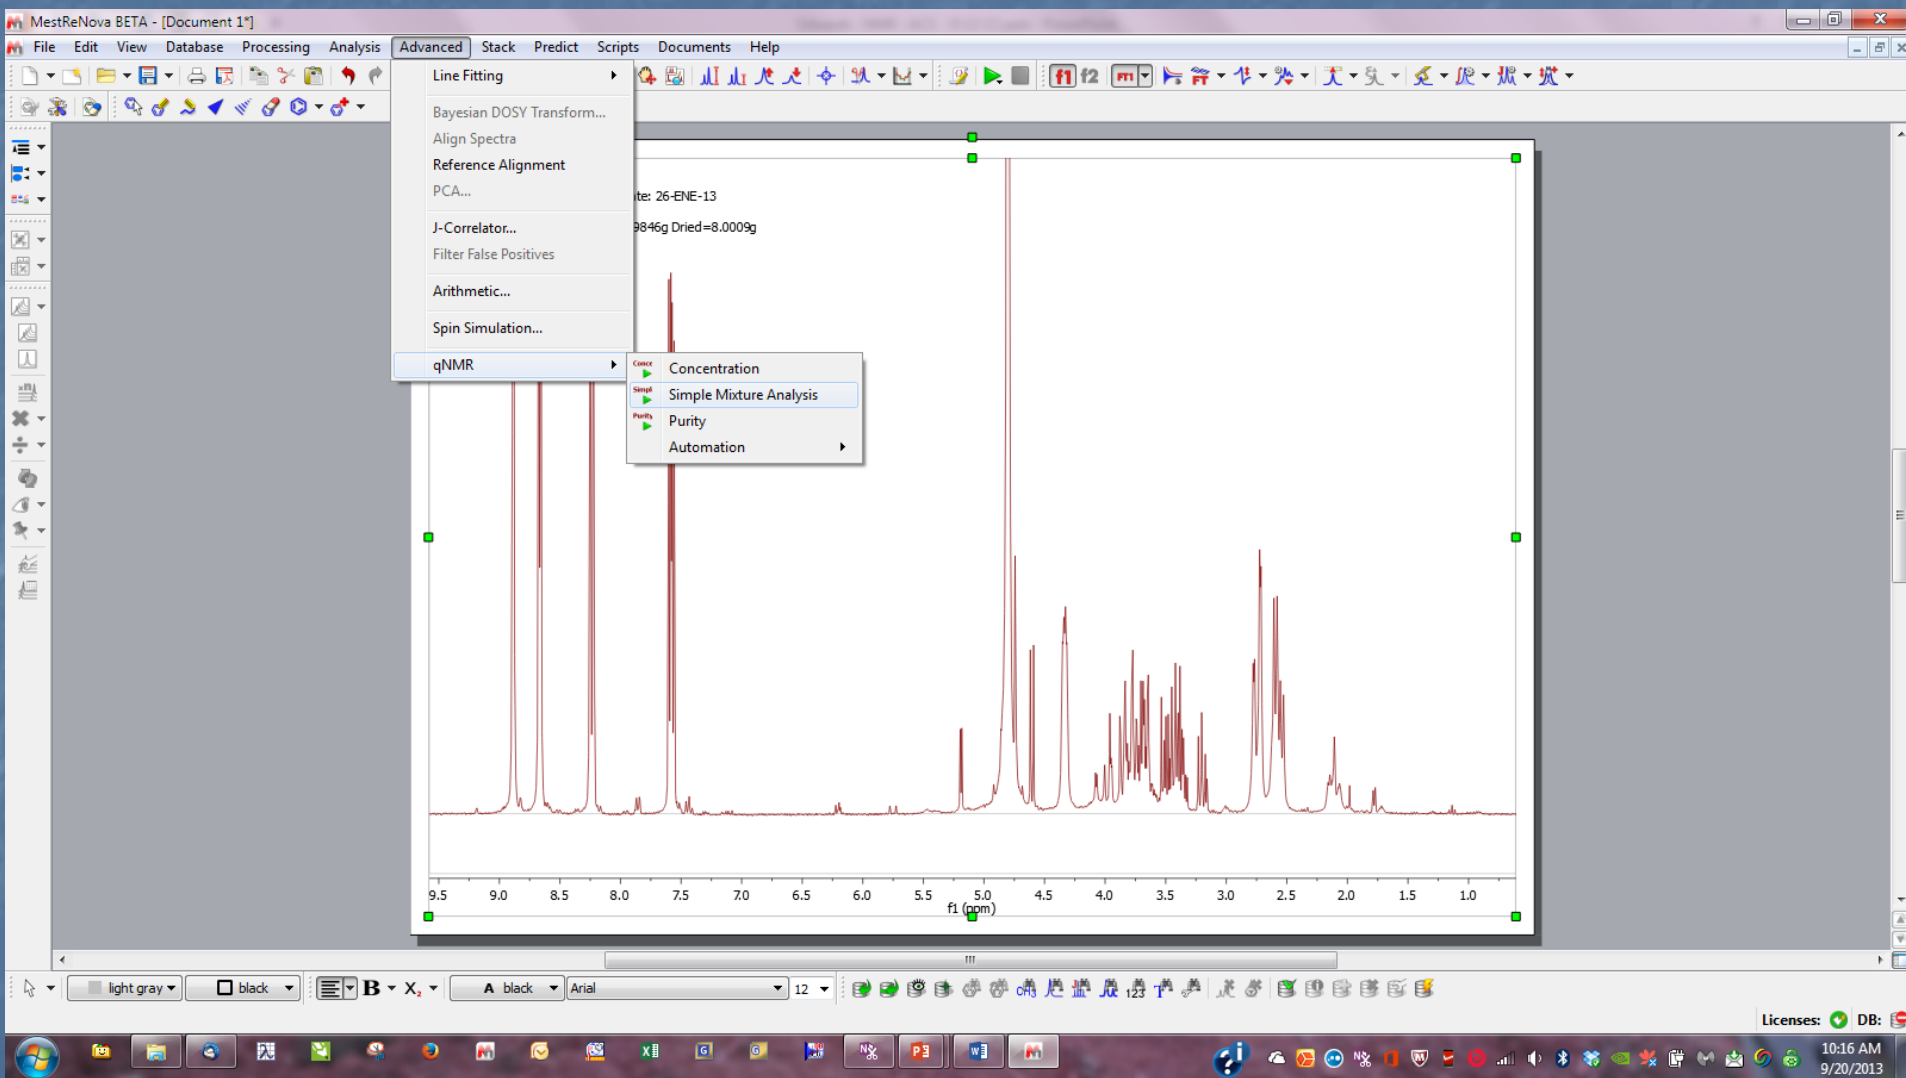 MestReNova BETA - [Document 1*]
File Edit View Database Processing Analysis Advanced Stack Predict Scripts Documents Help
Line Fitting
Bayesian DOSY Transform...
Align Spectra
Reference Alignment
PCA...
J-Correlator...
Filter False Positives
Arithmetic...
Spin Simulation...
qNMR
Concentration
Simple Mixture Analysis
Purity
Automation
f1 f2
te: 26-ENE-13
9846g Dried=8.0009g
9.5 9.0 8.5 8.0 7.5 7.0 6.5 6.0 5.5 5.0 4.5 4.0 3.5 3.0 2.5 2.0 1.5 1.0
f1 (ppm)
light gray black B X2 A black Arial 12
Licenses: DB:
10:16 AM
9/20/2013